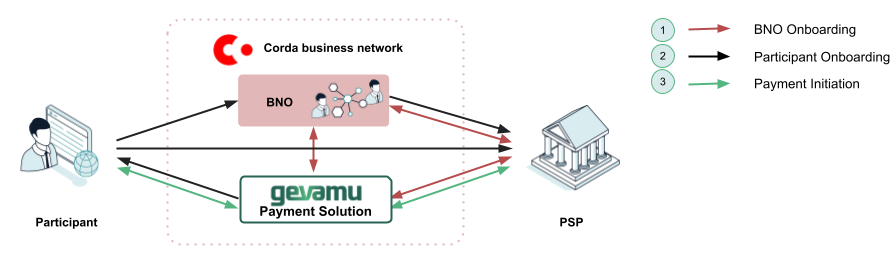 Corda business network
BNO
gevamu
Payment Solution
Participant
PSP
1 BNO Onboarding
2 Participant Onboarding
3 Payment Initiation